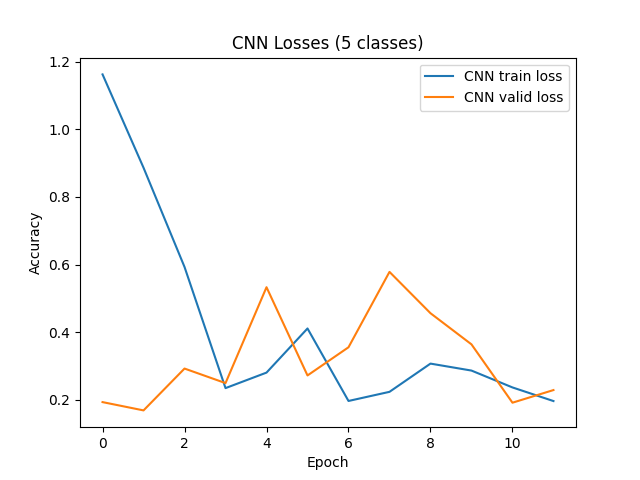 CNN Losses (5 classes)
CNN train loss
CNN valid loss
Accuracy
1.2
1.0
0.8
0.6
0.4
0.2
0 2 4 6 8 10
Epoch